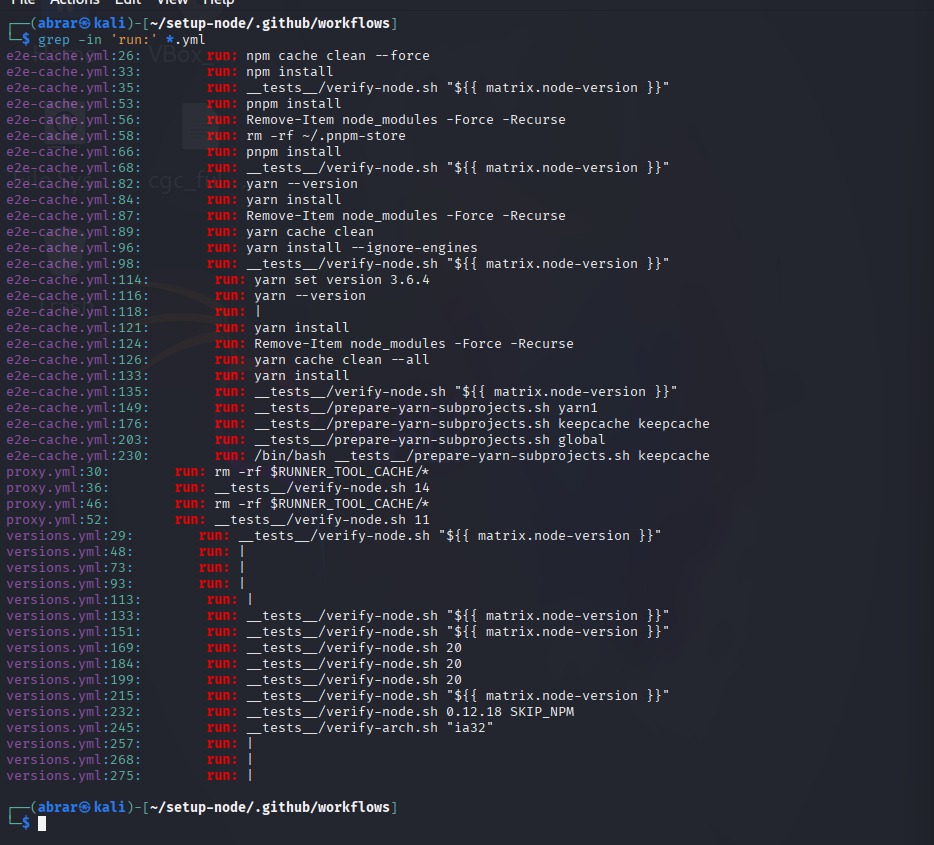 File Actions Edit View Help
┌──(abrar㉿kali)-[~/setup-node/.github/workflows]
└─$ grep -in 'run:' *.yml
e2e-cache.yml:26:        run: npm cache clean --force
e2e-cache.yml:33:        run: npm install
e2e-cache.yml:35:        run: __tests__/verify-node.sh "${{ matrix.node-version }}"
e2e-cache.yml:53:        run: pnpm install
e2e-cache.yml:56:        run: Remove-Item node_modules -Force -Recurse
e2e-cache.yml:58:        run: rm -rf ~/.pnpm-store
e2e-cache.yml:66:        run: pnpm install
e2e-cache.yml:68:        run: __tests__/verify-node.sh "${{ matrix.node-version }}"
e2e-cache.yml:82:        run: yarn --version
e2e-cache.yml:84:        run: yarn install
e2e-cache.yml:87:        run: Remove-Item node_modules -Force -Recurse
e2e-cache.yml:89:        run: yarn cache clean
e2e-cache.yml:96:        run: yarn install --ignore-engines
e2e-cache.yml:98:        run: __tests__/verify-node.sh "${{ matrix.node-version }}"
e2e-cache.yml:114:        run: yarn set version 3.6.4
e2e-cache.yml:116:        run: yarn --version
e2e-cache.yml:118:        run: |
e2e-cache.yml:121:        run: yarn install
e2e-cache.yml:124:        run: Remove-Item node_modules -Force -Recurse
e2e-cache.yml:126:        run: yarn cache clean --all
e2e-cache.yml:133:        run: yarn install
e2e-cache.yml:135:        run: __tests__/verify-node.sh "${{ matrix.node-version }}"
e2e-cache.yml:149:        run: __tests__/prepare-yarn-subprojects.sh yarn1
e2e-cache.yml:176:        run: __tests__/prepare-yarn-subprojects.sh keepcache keepcache
e2e-cache.yml:203:        run: __tests__/prepare-yarn-subprojects.sh global
e2e-cache.yml:230:        run: /bin/bash __tests__/prepare-yarn-subprojects.sh keepcache
proxy.yml:30:        run: rm -rf $RUNNER_TOOL_CACHE/*
proxy.yml:36:        run: __tests__/verify-node.sh 14
proxy.yml:46:        run: rm -rf $RUNNER_TOOL_CACHE/*
proxy.yml:52:        run: __tests__/verify-node.sh 11
versions.yml:29:        run: __tests__/verify-node.sh "${{ matrix.node-version }}"
versions.yml:48:        run: |
versions.yml:73:        run: |
versions.yml:93:        run: |
versions.yml:113:        run: |
versions.yml:133:        run: __tests__/verify-node.sh "${{ matrix.node-version }}"
versions.yml:151:        run: __tests__/verify-node.sh "${{ matrix.node-version }}"
versions.yml:169:        run: __tests__/verify-node.sh 20
versions.yml:184:        run: __tests__/verify-node.sh 20
versions.yml:199:        run: __tests__/verify-node.sh 20
versions.yml:215:        run: __tests__/verify-node.sh "${{ matrix.node-version }}"
versions.yml:232:        run: __tests__/verify-node.sh 0.12.18 SKIP_NPM
versions.yml:245:        run: __tests__/verify-arch.sh "ia32"
versions.yml:257:        run: |
versions.yml:268:        run: |
versions.yml:275:        run: |
┌──(abrar㉿kali)-[~/setup-node/.github/workflows]
└─$